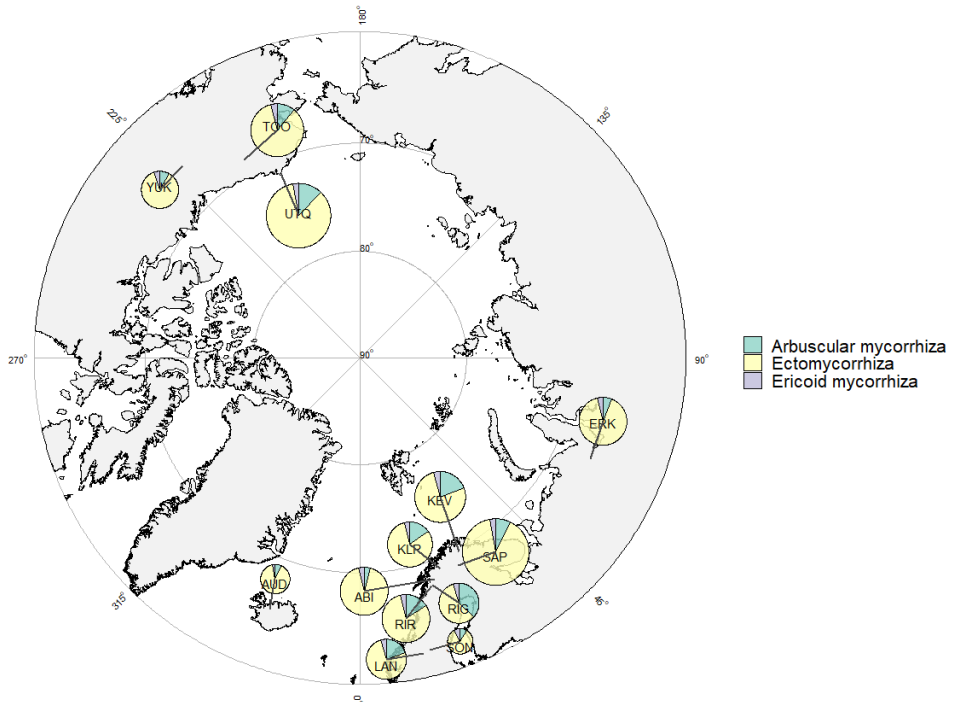 180°
225°
135°
TOO
70°
YUK
UTQ
80°
270°
90°
90°
Arbuscular mycorrhiza
Ectomycorrhiza
Ericoid mycorrhiza
ERK
KEV
KLP
SAP
AUD
ABI
RIG
315°
45°
RIR
SON
LAN
0°